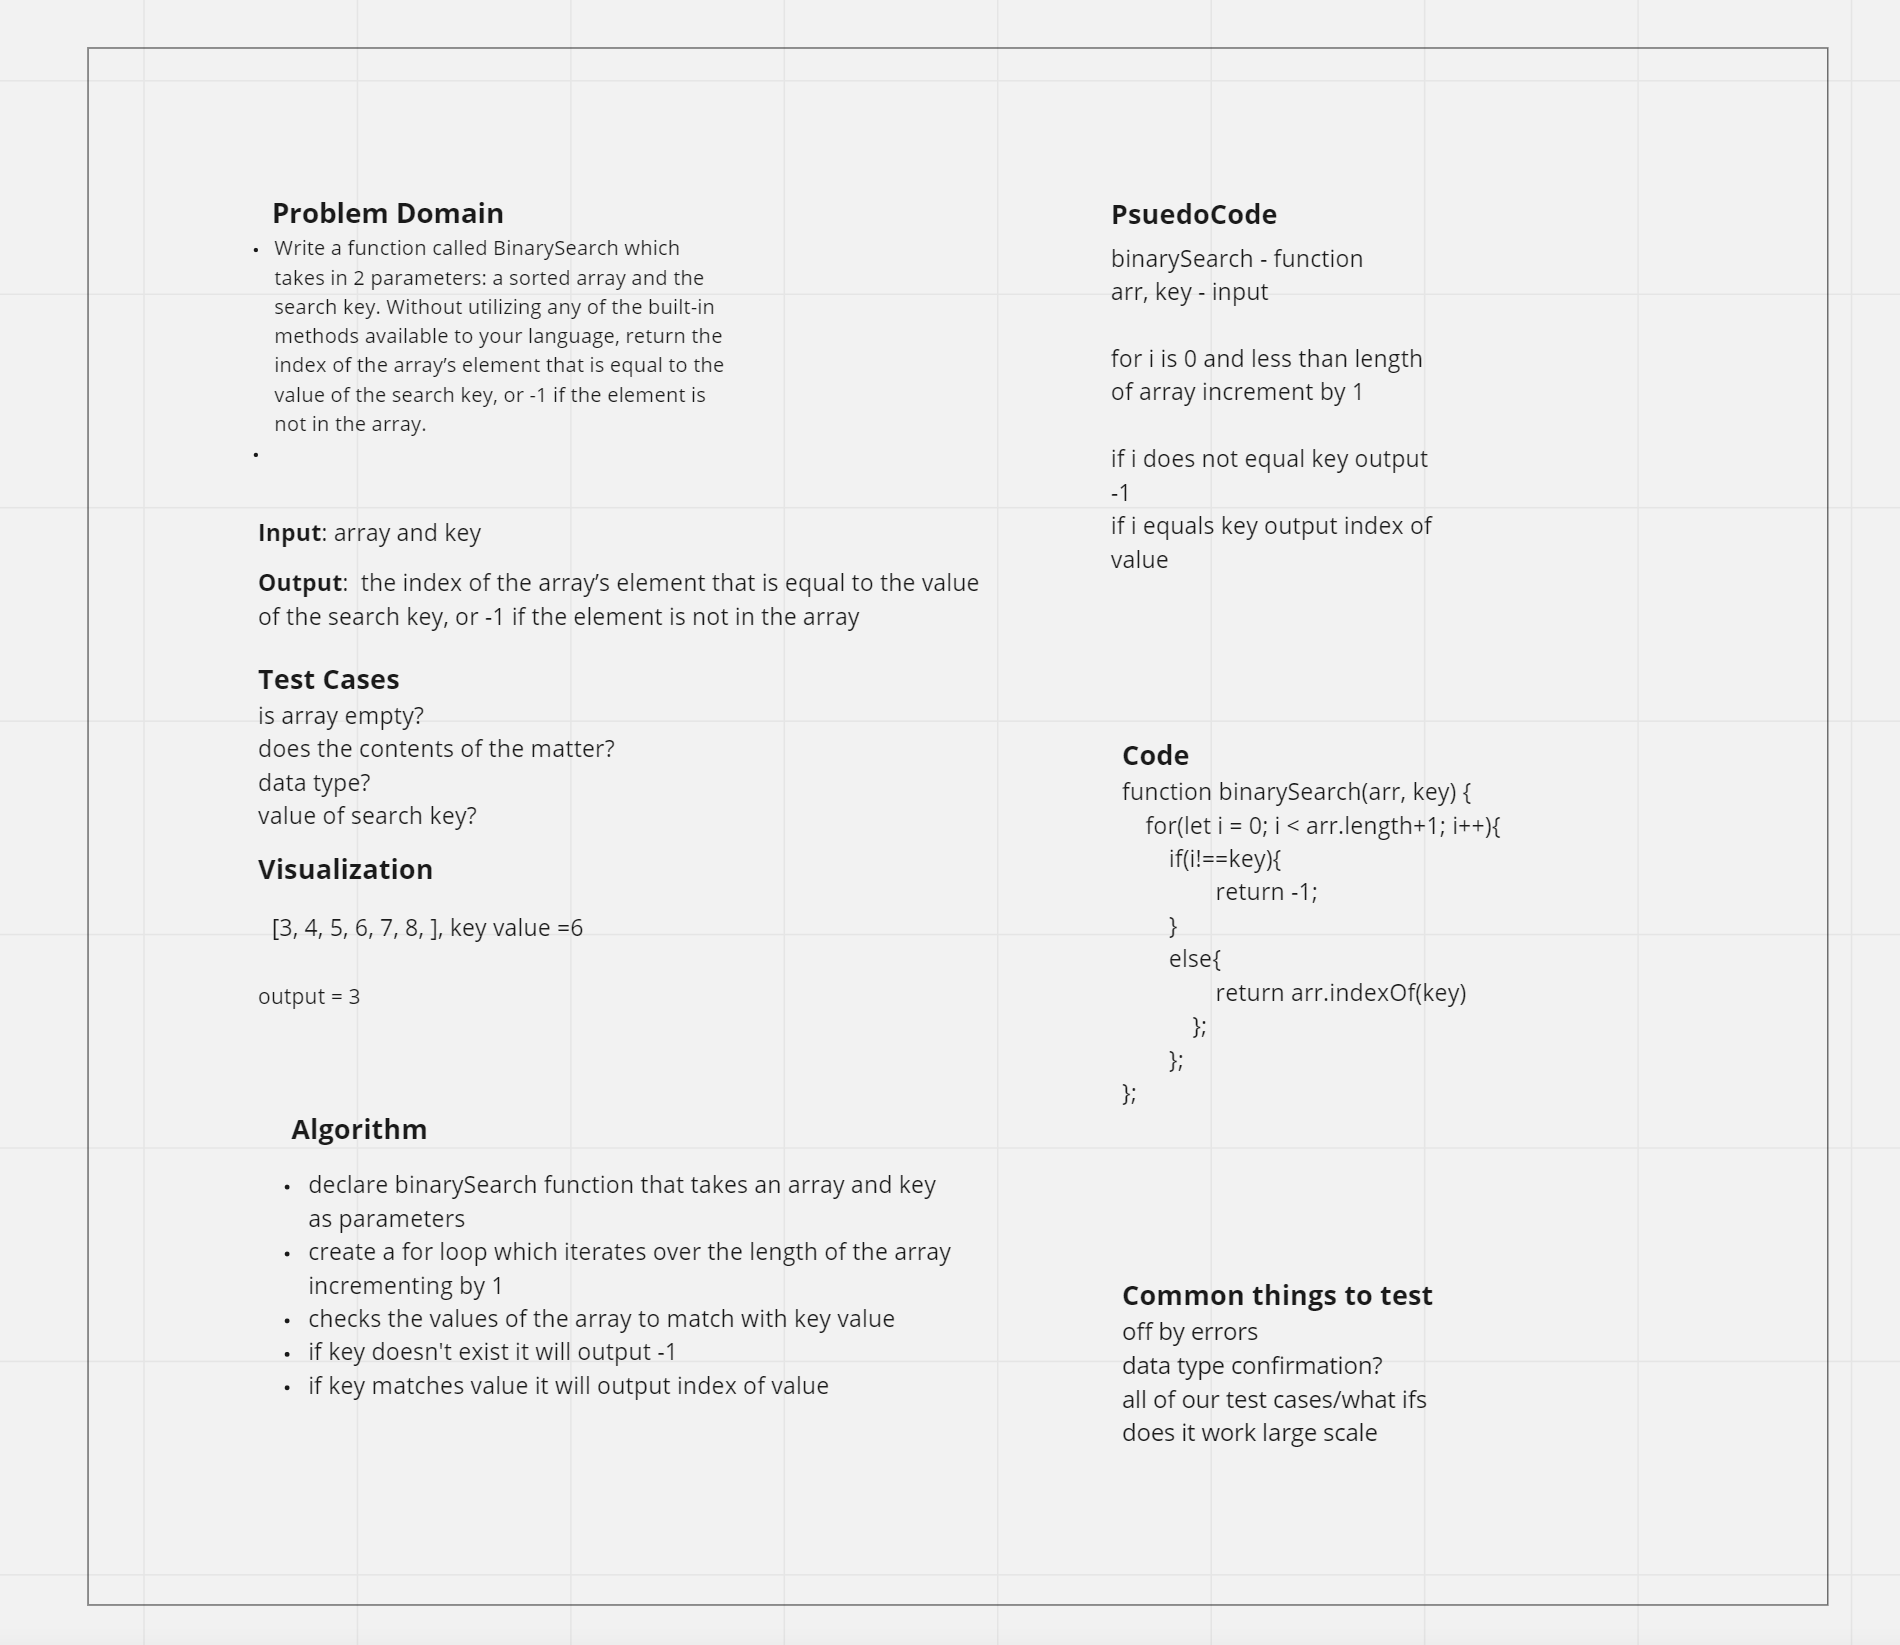 Problem Domain
• Write a function called BinarySearch which
takes in 2 parameters: a sorted array and the
search key. Without utilizing any of the built-in
methods available to your language, return the
index of the array’s element that is equal to the
value of the search key, or -1 if the element is
not in the array.
•
Input: array and key
Output:  the index of the array’s element that is equal to the value
of the search key, or -1 if the element is not in the array
Test Cases
is array empty?
does the contents of the matter?
data type?
value of search key?
Visualization
[3, 4, 5, 6, 7, 8, ], key value =6
output = 3
Algorithm
• declare binarySearch function that takes an array and key
as parameters
• create a for loop which iterates over the length of the array
incrementing by 1
• checks the values of the array to match with key value
• if key doesn't exist it will output -1
• if key matches value it will output index of value
PsuedoCode
binarySearch - function
arr, key - input
for i is 0 and less than length
of array increment by 1
if i does not equal key output
-1
if i equals key output index of
value
Code
function binarySearch(arr, key) {
for(let i = 0; i < arr.length+1; i++){
if(i!==key){
return -1;
}
else{
return arr.indexOf(key)
};
};
};
Common things to test
off by errors
data type confirmation?
all of our test cases/what ifs
does it work large scale